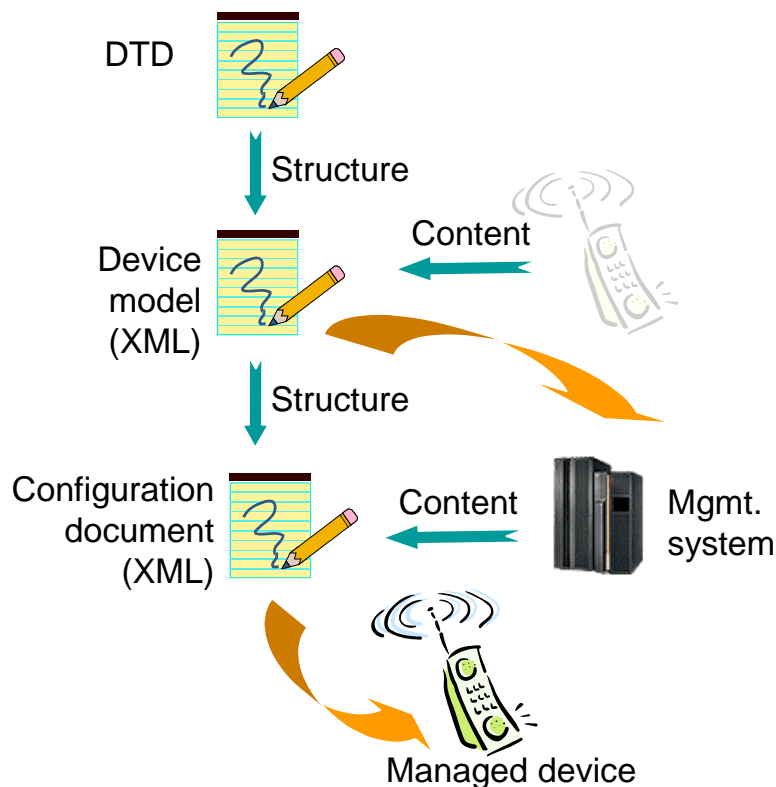 DTD
Structure
Content
Device
model
(XML)
Structure
Configuration
document
(XML)
Content
Mgmt.
system
Managed device